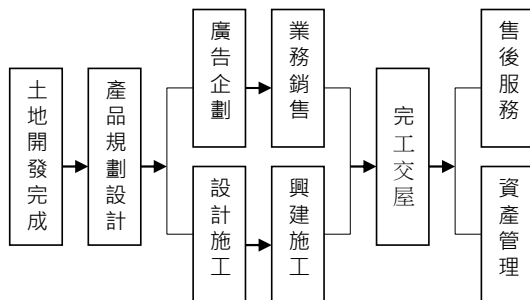 土地開發完成
產品規劃設計
廣告企劃
業務銷售
設計施工
興建施工
完工交屋
售後服務
資產管理